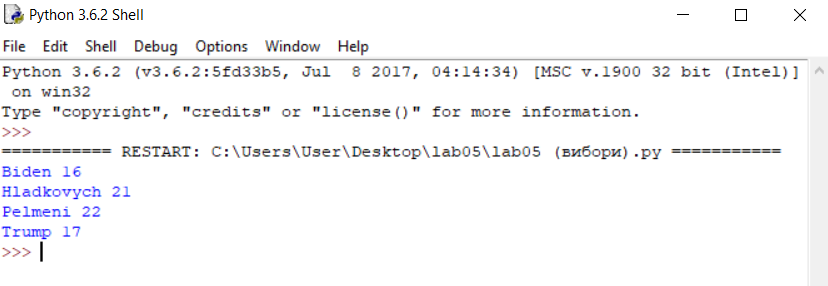 Python 3.6.2 Shell
File Edit Shell Debug Options Window Help
Python 3.6.2 (v3.6.2:5fd33b5, Jul  8 2017, 04:14:34) [MSC v.1900 32 bit (Intel)]
 on win32
Type "copyright", "credits" or "license()" for more information.
>>>
=========== RESTART: C:\Users\User\Desktop\lab05\lab05 (вибори).py ===========
Biden 16
Hladkovych 21
Pelmeni 22
Trump 17
>>>